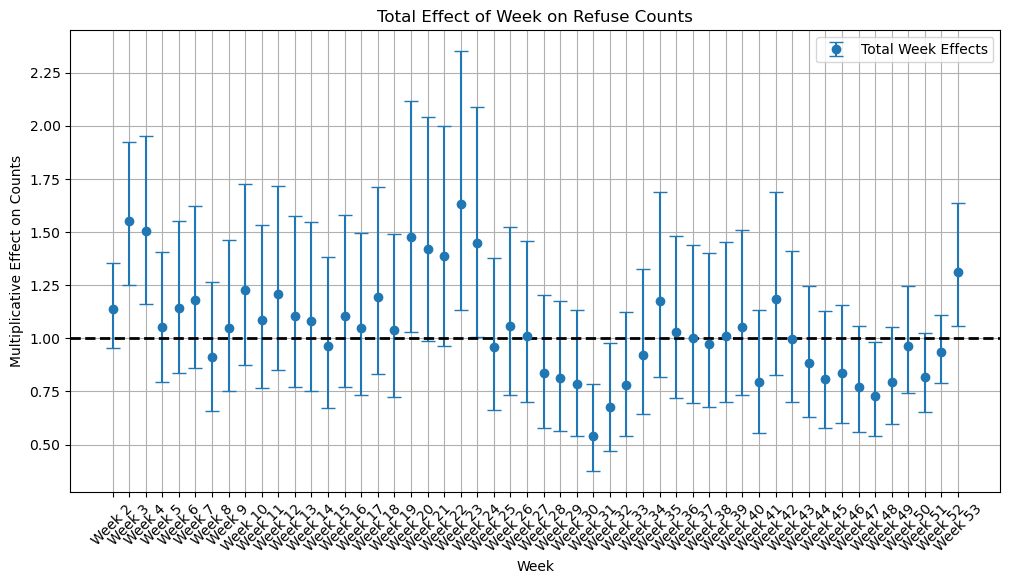 Total Effect of Week on Refuse Counts
Total Week Effects
Multiplicative Effect on Counts
2.25
2.00
1.75
1.50
1.25
1.00
0.75
0.50
Week 2
Week 3
Week 4
Week 5
Week 6
Week 7
Week 8
Week 9
Week 10
Week 11
Week 12
Week 13
Week 14
Week 15
Week 16
Week 17
Week 18
Week 19
Week 20
Week 21
Week 22
Week 23
Week 24
Week 25
Week 26
Week 27
Week 28
Week 29
Week 30
Week 31
Week 32
Week 33
Week 34
Week 35
Week 36
Week 37
Week 38
Week 39
Week 40
Week 41
Week 42
Week 43
Week 44
Week 45
Week 46
Week 47
Week 48
Week 49
Week 50
Week 51
Week 52
Week 53
Week